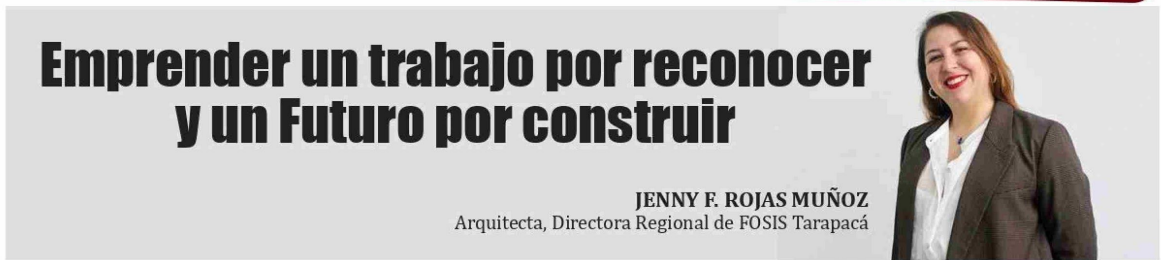 Emprender un trabajo por reconocer
y un Futuro por construir
JENNY F. ROJAS MUÑOZ
Arquitecta, Directora Regional de FOSIS Tarapacá